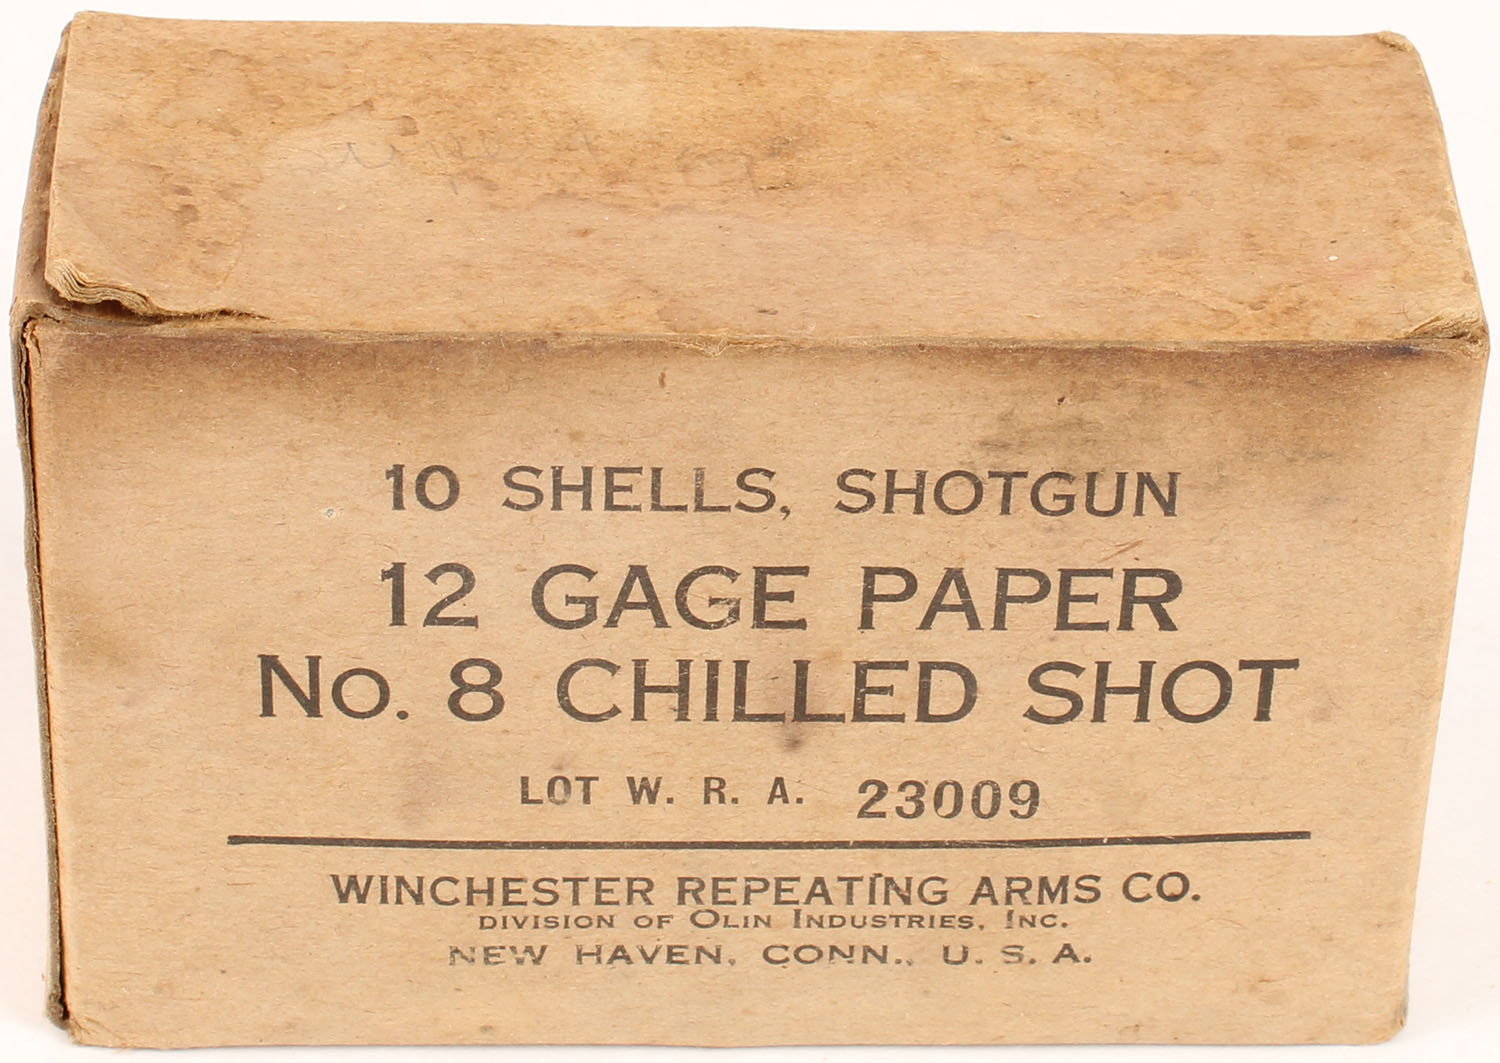 10 SHELLS, SHOTGUN
12 GAGE PAPER
No. 8 CHILLED SHOT
LOT W. R. A. 23009
WINCHESTER REPEATING ARMS CO.
DIVISION OF OLIN INDUSTRIES, INC.
NEW HAVEN, CONN., U. S. A.